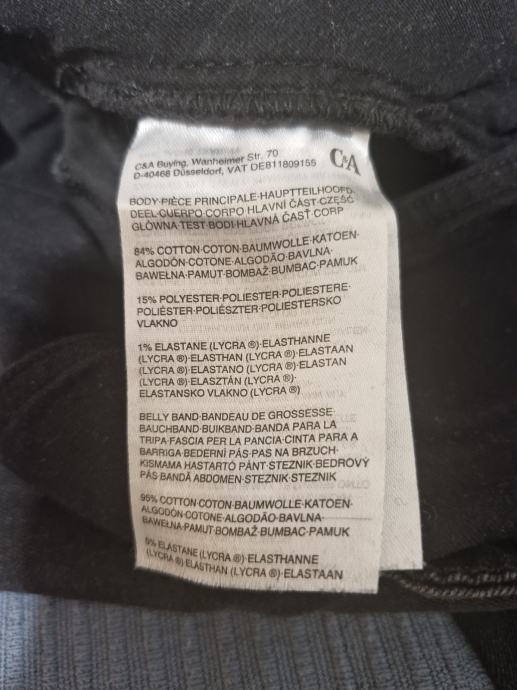 C&A Buying, Wanheimer Str. 70
D-40468 Düsseldorf, VAT DE811809155
C&A
BODY·PIÈCE PRINCIPALE·HAUPTTEILHOOFD·
DEEL·CUERPO·CORPO HLAVNÍ ČÁST·CZĘŚĆ
GŁÓWNA·TEST·BODI·HLAVNÁ ČASŤ·CORP
84% COTTON·COTON·BAUMWOLLE·KATOEN·
ALGODÓN·COTONE·ALGODÃO·BAVLNA·
BAWEŁNA·PAMUT·BOMBAŽ·BUMBAC·PAMUK
15% POLYESTER·POLIESTER·POLIESTERE·
POLIÉSTER·POLIÉSZTER·POLIESTERSKO
VLAKNO
1% ELASTANE (LYCRA ®)·ELASTHANNE
(LYCRA ®)·ELASTHAN (LYCRA ®)·ELASTAAN
(LYCRA ®)·ELASTANO (LYCRA ®)·ELASTAN
(LYCRA ®)·ELASZTÁN (LYCRA ®)·
ELASTANSKO VLAKNO (LYCRA ®)
BELLY BAND·BANDEAU DE GROSSESSE
BAUCHBAND·BUIKBAND·BANDA PARA LA
TRIPA·FASCIA PER LA PANCIA·CINTA PARA A
BARRIGA·BEDERNÍ PÁS·PAS NA BRZUCH·
KISMAMA HASTARTÓ PÁNT·STEZNIK·BEDROVÝ
PÁS·BANDĂ ABDOMEN·STEZNIK·STEZNIK
95% COTTON·COTON·BAUMWOLLE·KATOEN·
ALGODÓN·COTONE·ALGODÃO·BAVLNA·
BAWEŁNA·PAMUT·BOMBAŽ·BUMBAC·PAMUK
5% ELASTANE (LYCRA ®)·ELASTHANNE
(LYCRA ®)·ELASTHAN (LYCRA ®)·ELASTAAN